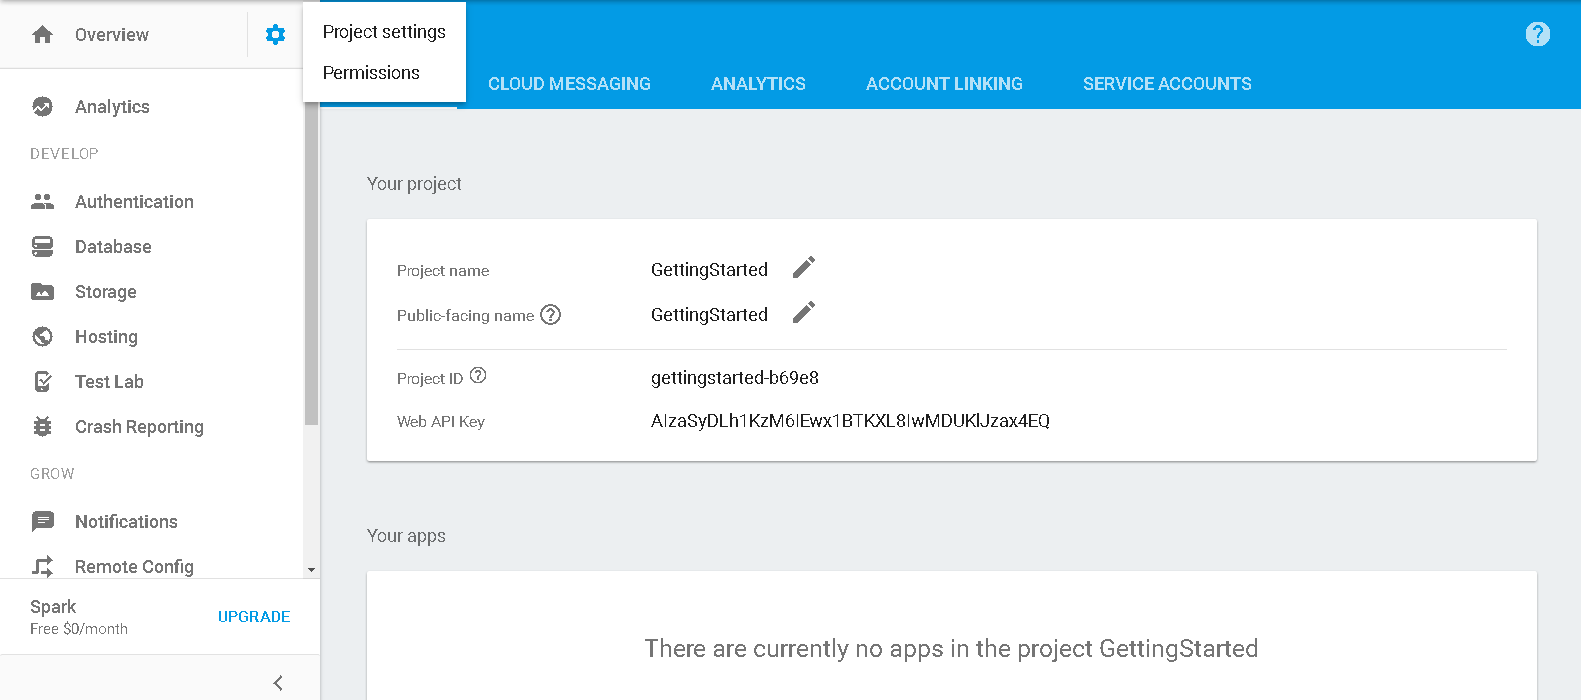 Overview
Project settings
Permissions
CLOUD MESSAGING
ANALYTICS
ACCOUNT LINKING
SERVICE ACCOUNTS
Analytics
DEVELOP
Authentication
Database
Storage
Hosting
Test Lab
Crash Reporting
GROW
Notifications
Remote Config
Spark
Free $0/month
UPGRADE
Your project
Project name GettingStarted
Public-facing name GettingStarted
Project ID gettingstarted-b69e8
Web API Key AIzaSyDLh1KzM6IEwx1BTKXL8IwMDUKlJzax4EQ
Your apps
There are currently no apps in the project GettingStarted